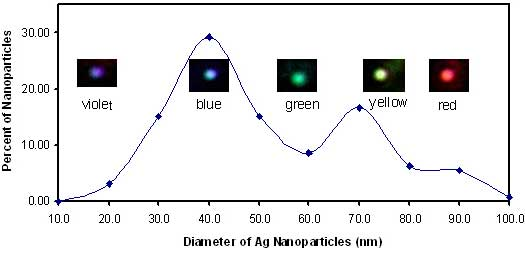 Percent of Nanoparticles
30.00
20.00
10.00
0.00
violet
blue
green
yellow
red
10.0 20.0 30.0 40.0 50.0 60.0 70.0 80.0 90.0 100.0
Diameter of Ag Nanoparticles (nm)